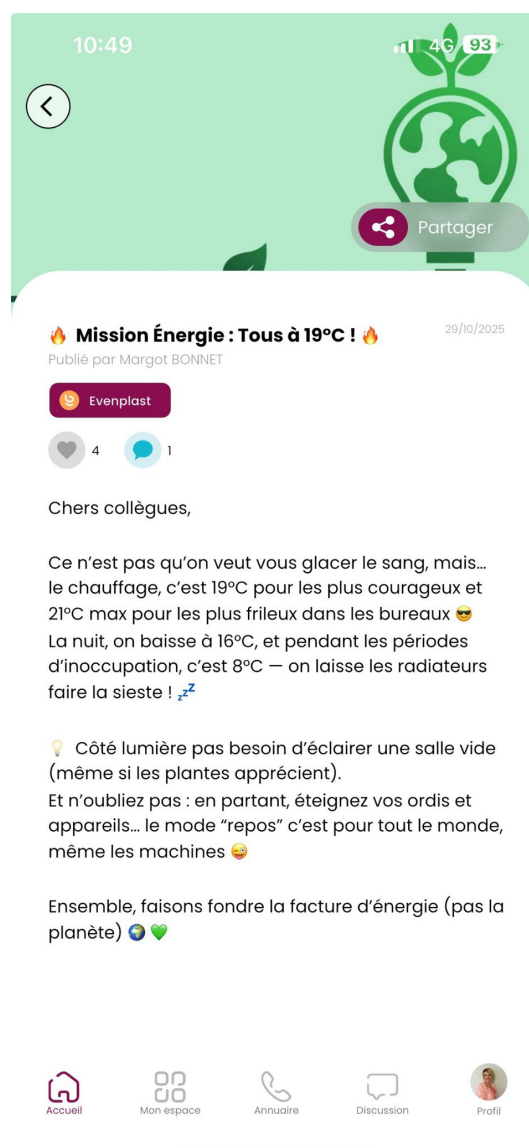 10:49
4G 93
Partager
🔥 Mission Énergie : Tous à 19°C ! 🔥
29/10/2025
Publié par Margot BONNET
Evenplast
4
1
Chers collègues,
Ce n’est pas qu’on veut vous glacer le sang, mais…
le chauffage, c’est 19°C pour les plus courageux et
21°C max pour les plus frileux dans les bureaux 😎
La nuit, on baisse à 16°C, et pendant les périodes
d’inoccupation, c’est 8°C — on laisse les radiateurs
faire la sieste ! 💤
💡 Côté lumière pas besoin d’éclairer une salle vide
(même si les plantes apprécient).
Et n’oubliez pas : en partant, éteignez vos ordis et
appareils… le mode “repos” c’est pour tout le monde,
même les machines 😜
Ensemble, faisons fondre la facture d’énergie (pas la
planète) 🌍 💚
Accueil
Mon espace
Annuaire
Discussion
Profil